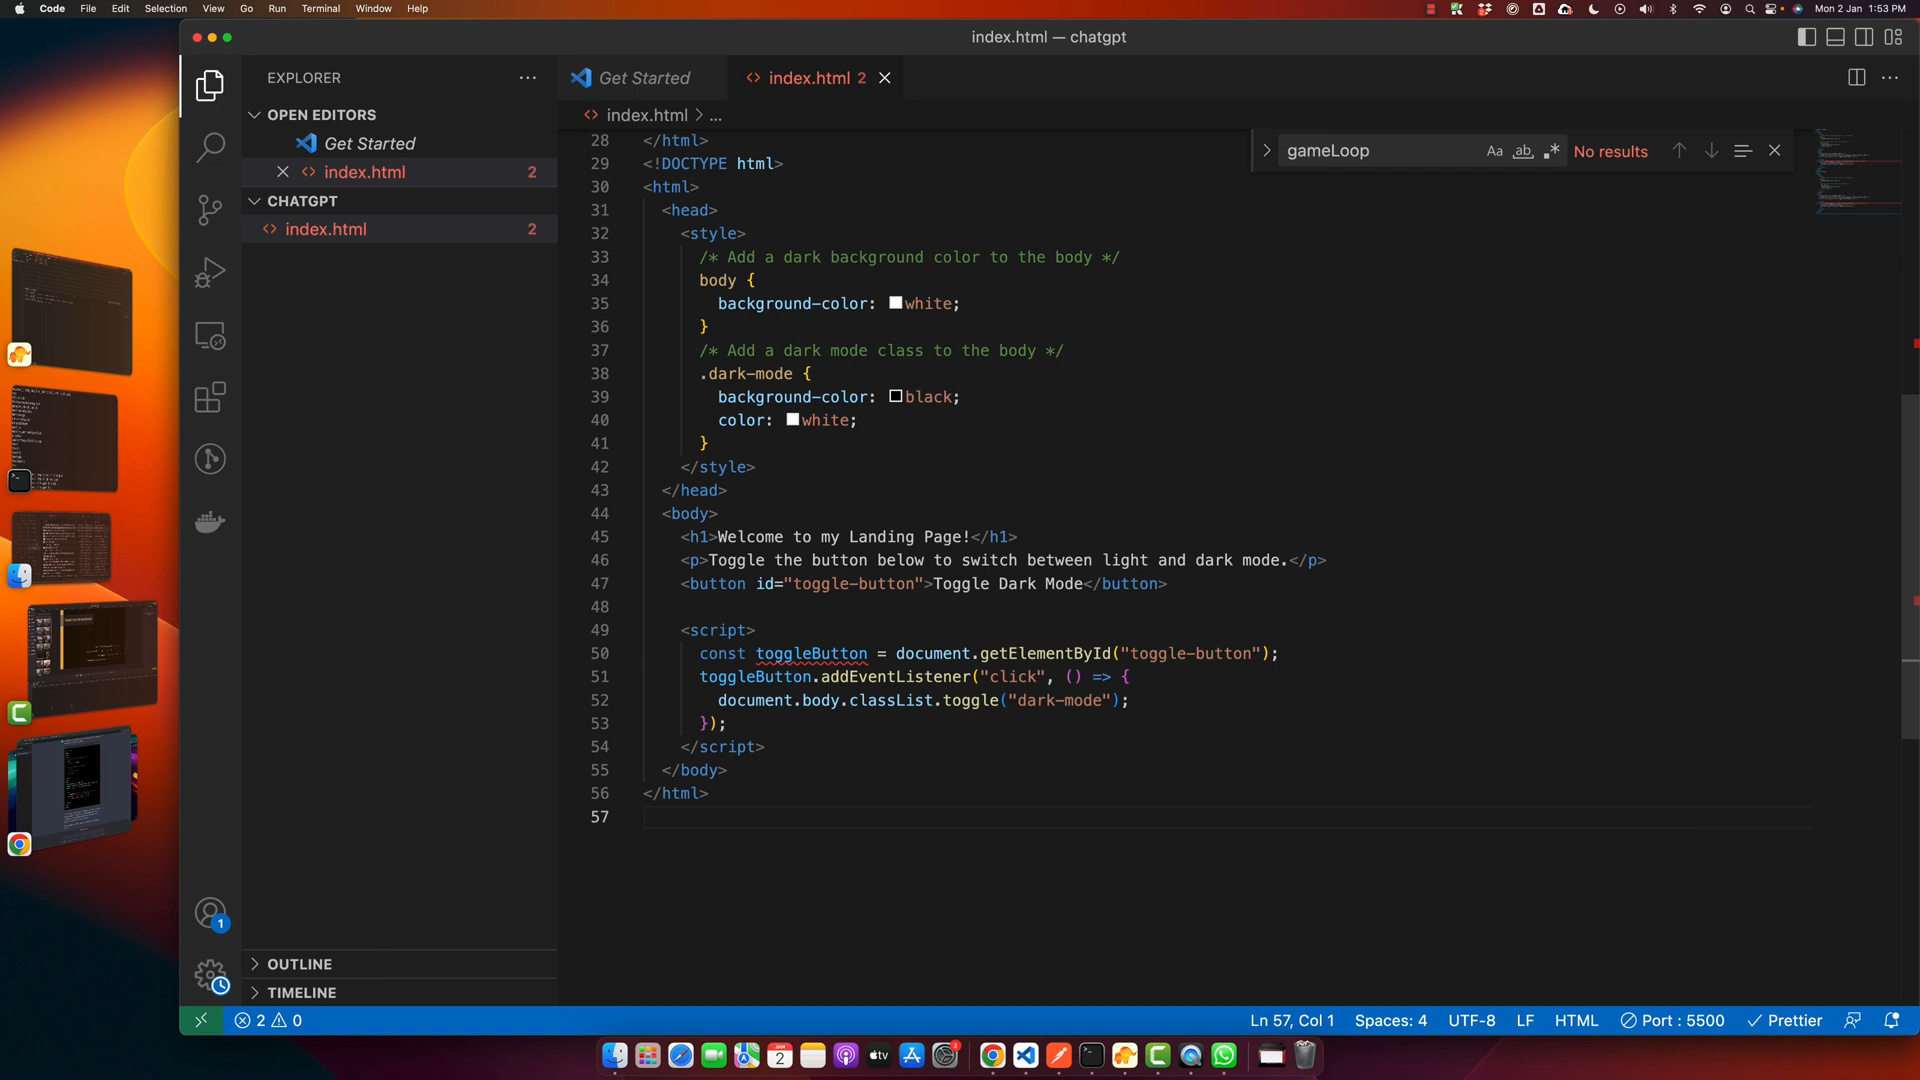 Code File Edit Selection View Go Run Terminal Window Help
Mon 2 Jan 1:53 PM
index.html — chatgpt
EXPLORER
OPEN EDITORS
Get Started
index.html 2
CHATGPT
index.html 2
OUTLINE
TIMELINE
Get Started
index.html 2
index.html > ...
gameLoop
Aa ab .*
No results
28 </html>
29 <!DOCTYPE html>
30 <html>
31 <head>
32 <style>
33 /* Add a dark background color to the body */
34 body {
35 background-color: white;
36 }
37 /* Add a dark mode class to the body */
38 .dark-mode {
39 background-color: black;
40 color: white;
41 }
42 </style>
43 </head>
44 <body>
45 <h1>Welcome to my Landing Page!</h1>
46 <p>Toggle the button below to switch between light and dark mode.</p>
47 <button id="toggle-button">Toggle Dark Mode</button>
48
49 <script>
50 const toggleButton = document.getElementById("toggle-button");
51 toggleButton.addEventListener("click", () => {
52 document.body.classList.toggle("dark-mode");
53 });
54 </script>
55 </body>
56 </html>
57
1
2 0
Ln 57, Col 1
Spaces: 4
UTF-8
LF
HTML
Port : 5500
Prettier
JAN
2
tv
2